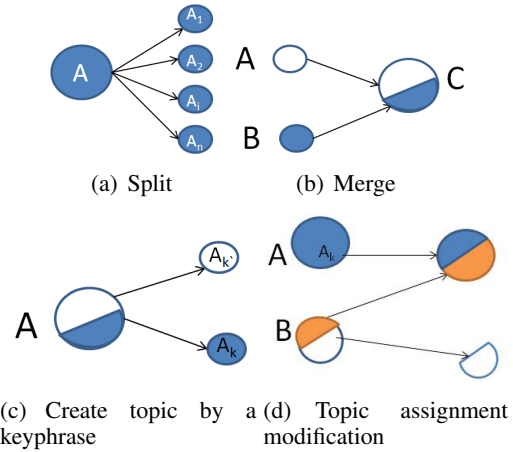 A
A1
A2
Ai
An
(a) Split
A
B
C
(b) Merge
A
Ak`
Ak
(c) Create topic by a keyphrase
A
Ak
B
(d) Topic assignment modification